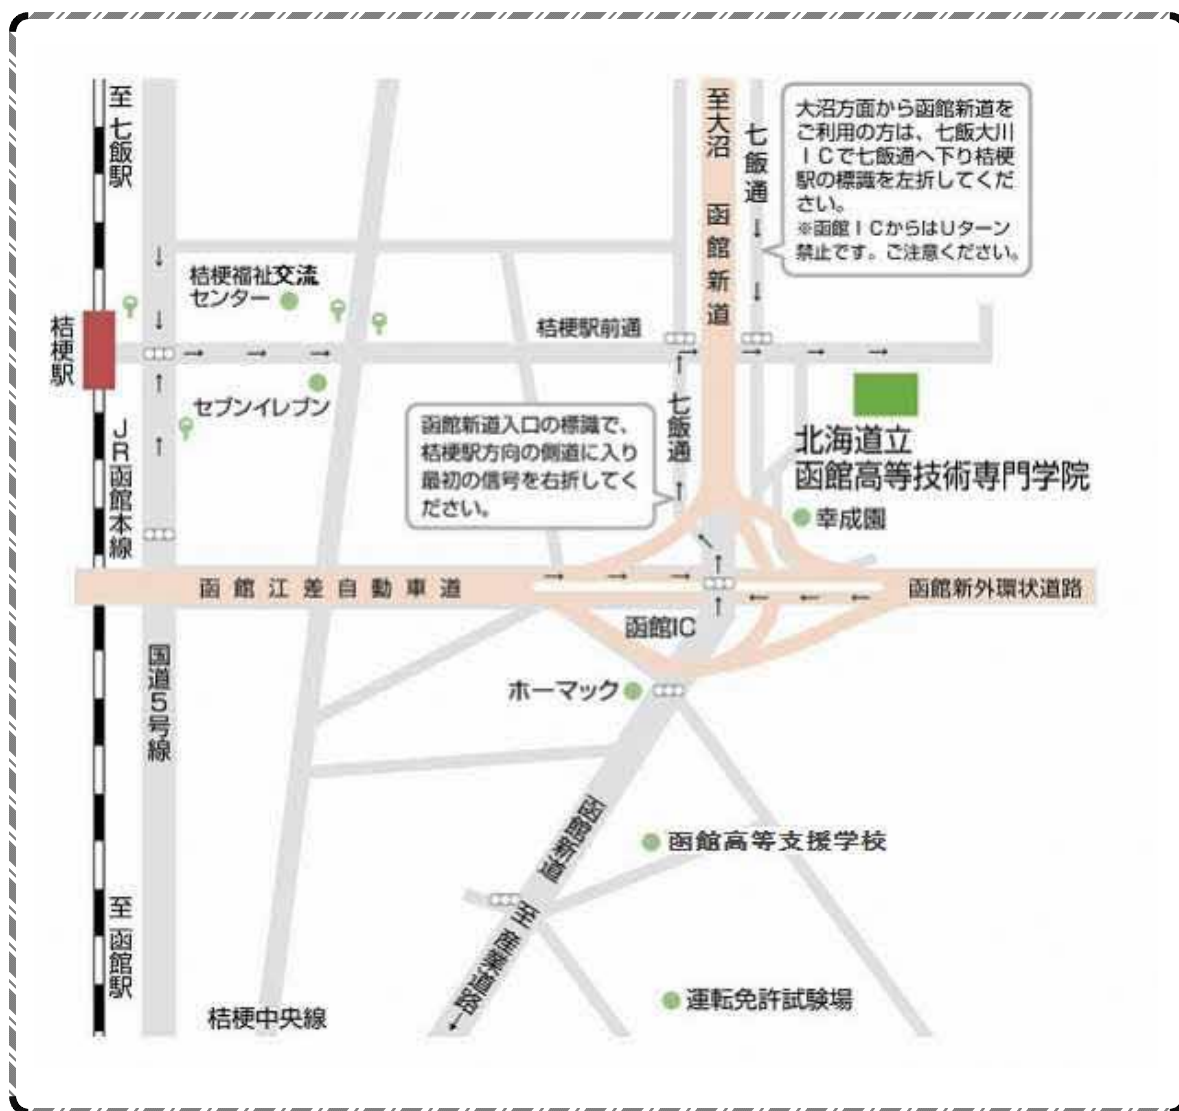 至 七飯駅
至大沼
函館新道
七飯通
大沼方面から函館新道を
ご利用の方は、七飯大川
ＩＣで七飯通へ下り桔梗
駅の標識を左折してくだ
さい。
※函館ＩＣからはUターン
禁止です。ご注意ください。
桔梗福祉交流
センター
桔梗駅前通
桔梗駅
セブンイレブン
JR函館本線
函館新道入口の標識で、
桔梗駅方向の側道に入り
最初の信号を右折してく
ださい。
七飯通
北海道立
函館高等技術専門学院
幸成園
函館江差自動車道
函館新外環状道路
函館IC
国道5号線
ホーマック
函館新道
函館高等支援学校
至 産業道路
至 函館駅
運転免許試験場
桔梗中央線